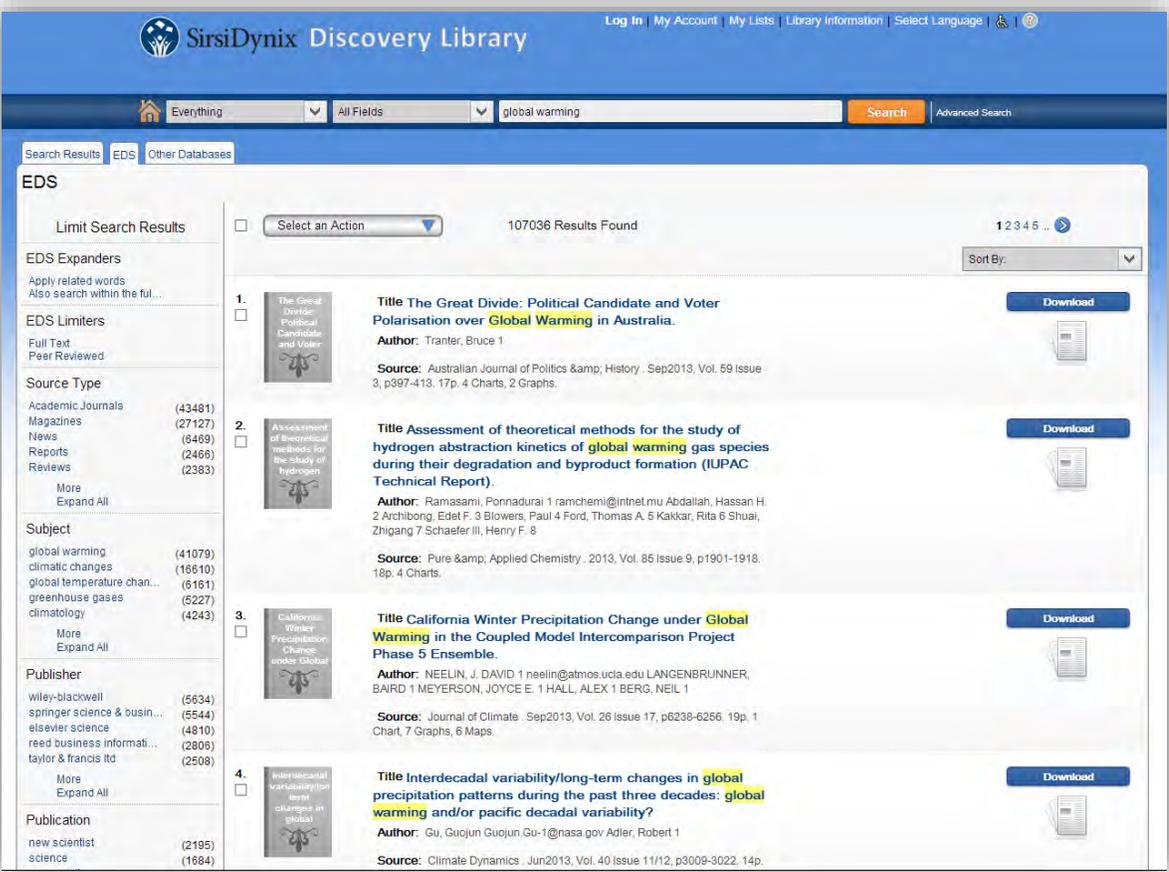 SirsiDynix Discovery Library
Log In | My Account | My Lists | Library Information | Select Language |
Everything
All Fields
global warming
Search
Advanced Search
Search Results
EDS
Other Databases
EDS
Limit Search Results
EDS Expanders
Apply related words
Also search within the ful...
EDS Limiters
Full Text
Peer Reviewed
Source Type
Academic Journals (43481)
Magazines (27127)
News (6469)
Reports (2466)
Reviews (2383)
More
Expand All
Subject
global warming (41079)
climatic changes (16610)
global temperature chan... (6161)
greenhouse gases (5227)
climatology (4243)
More
Expand All
Publisher
wiley-blackwell (5634)
springer science & busin... (5544)
elsevier science (4810)
reed business informati... (2806)
taylor & francis ltd (2508)
More
Expand All
Publication
new scientist (2195)
science (1684)
Select an Action
107036 Results Found
1 2 3 4 5 ..
Sort By:
1.
The Great
Divide:
Political
Candidate
and Voter
Title The Great Divide: Political Candidate and Voter
Polarisation over Global Warming in Australia.
Author: Tranter, Bruce 1
Source: Australian Journal of Politics &amp; History . Sep2013, Vol. 59 Issue
3, p397-413. 17p. 4 Charts, 2 Graphs.
Download
2.
Assessment
of theoretical
methods for
the study of
hydrogen
Title Assessment of theoretical methods for the study of
hydrogen abstraction kinetics of global warming gas species
during their degradation and byproduct formation (IUPAC
Technical Report).
Author: Ramasami, Ponnadurai 1 ramchemi@intnet.mu Abdallah, Hassan H.
2 Archibong, Edet F. 3 Blowers, Paul 4 Ford, Thomas A. 5 Kakkar, Rita 6 Shuai,
Zhigang 7 Schaefer III, Henry F. 8
Source: Pure &amp; Applied Chemistry . 2013, Vol. 85 Issue 9, p1901-1918.
18p. 4 Charts.
Download
3.
California
Winter
Precipitation
Change
under Global
Title California Winter Precipitation Change under Global
Warming in the Coupled Model Intercomparison Project
Phase 5 Ensemble.
Author: NEELIN, J. DAVID 1 neelin@atmos.ucla.edu LANGENBRUNNER,
BAIRD 1 MEYERSON, JOYCE E. 1 HALL, ALEX 1 BERG, NEIL 1
Source: Journal of Climate . Sep2013, Vol. 26 Issue 17, p6238-6256. 19p. 1
Chart, 7 Graphs, 6 Maps.
Download
4.
Interdecadal
variability/lon
term
changes in
global
Title Interdecadal variability/long-term changes in global
precipitation patterns during the past three decades: global
warming and/or pacific decadal variability?
Author: Gu, Guojun Guojun.Gu-1@nasa.gov Adler, Robert 1
Source: Climate Dynamics . Jun2013, Vol. 40 Issue 11/12, p3009-3022. 14p.
Download